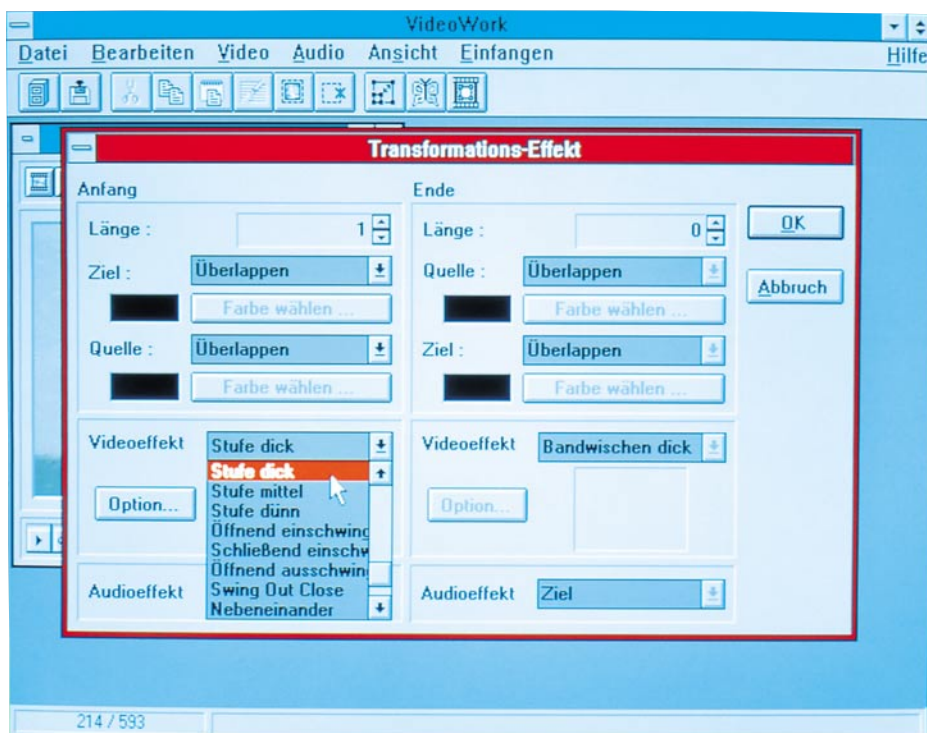 VideoWork
Datei Bearbeiten Video Audio Ansicht Einfangen Hilfe
Transformations-Effekt
Anfang
Länge : 1
Ziel : Überlappen
Farbe wählen ...
Quelle : Überlappen
Farbe wählen ...
Videoeffekt Stufe dick
Stufe dick
Stufe mittel
Stufe dünn
Öffnend einschwing
Schließend einschw
Öffnend ausschwin
Swing Out Close
Nebeneinander
Option...
Audioeffekt
Ende
Länge : 0
Quelle : Überlappen
Farbe wählen ...
Ziel : Überlappen
Farbe wählen ...
Videoeffekt Bandwischen dick
Option...
Audioeffekt Ziel
OK
Abbruch
214 / 593